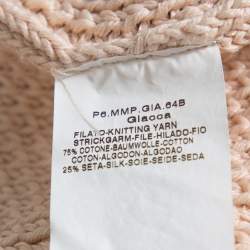 P6.MMP.GIA.64B
Giacca
FILATO-KNITTING YARN
STRICKGARM-FILE-HILADO-FIO
75% COTONE-BAUMWOLLE-COTTON
COTON-ALGODON-ALGODAO
25% SETA-SILK-SOIE-SEIDE-SEDA